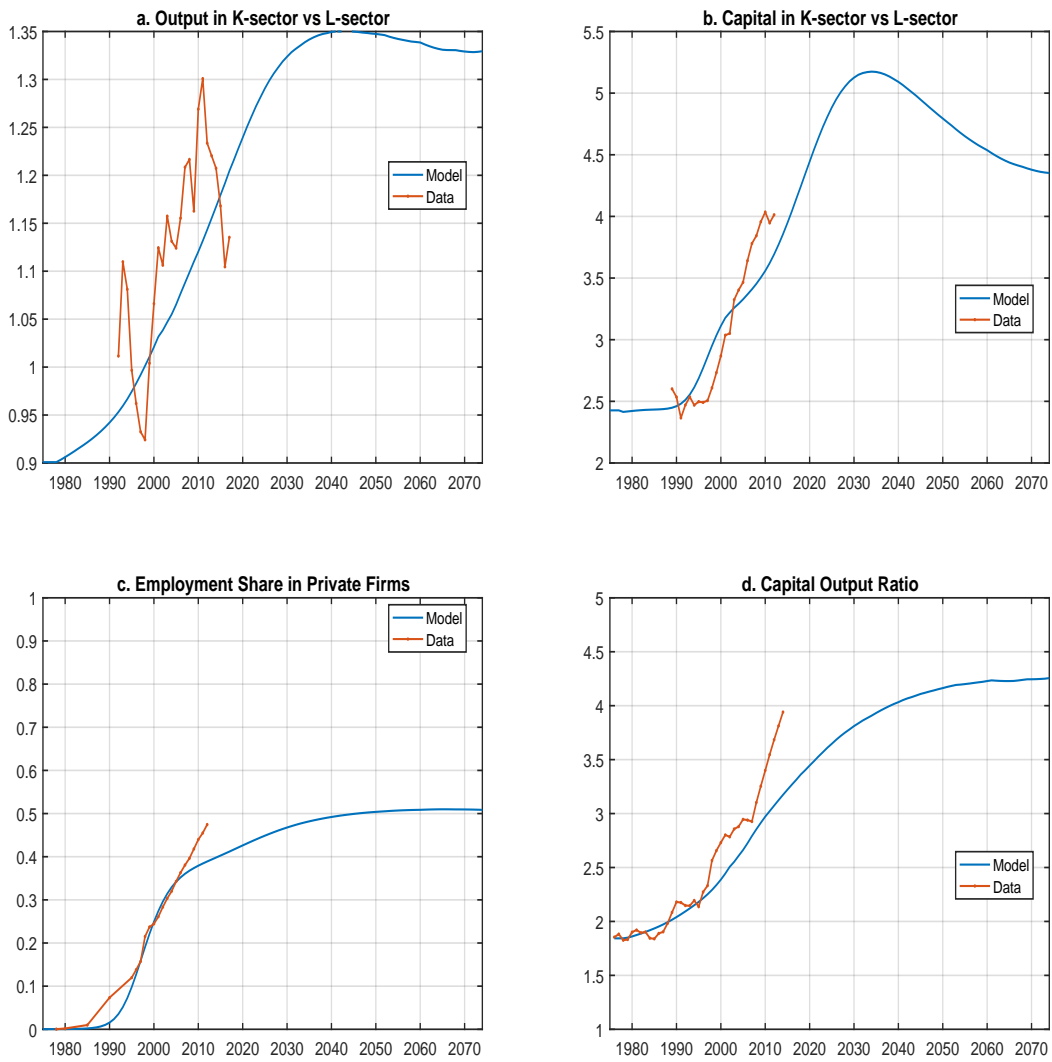 a. Output in K-sector vs L-sector
1.35
1.3
1.25
1.2
1.15
1.1
1.05
1
0.95
0.9
1980 1990 2000 2010 2020 2030 2040 2050 2060 2070
Model
Data
b. Capital in K-sector vs L-sector
5.5
5
4.5
4
3.5
3
2.5
2
1980 1990 2000 2010 2020 2030 2040 2050 2060 2070
Model
Data
c. Employment Share in Private Firms
1
0.9
0.8
0.7
0.6
0.5
0.4
0.3
0.2
0.1
0
1980 1990 2000 2010 2020 2030 2040 2050 2060 2070
Model
Data
d. Capital Output Ratio
5
4.5
4
3.5
3
2.5
2
1.5
1
1980 1990 2000 2010 2020 2030 2040 2050 2060 2070
Model
Data